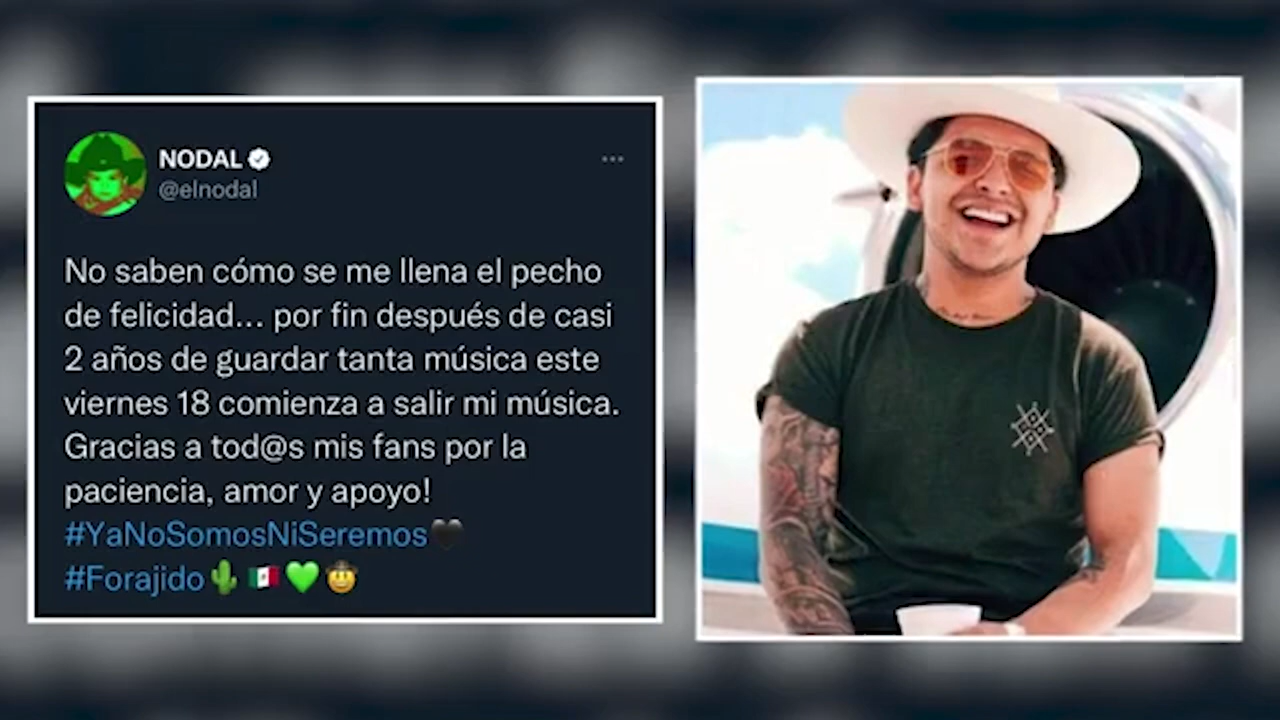 NODAL
@elnodal
No saben cómo se me llena el pecho
de felicidad... por fin después de casi
2 años de guardar tanta música este
viernes 18 comienza a salir mi música.
Gracias a tod@s mis fans por la
paciencia, amor y apoyo!
#YaNoSomosNiSeremos🖤
#Forajido🌵🇲🇽💚🤠